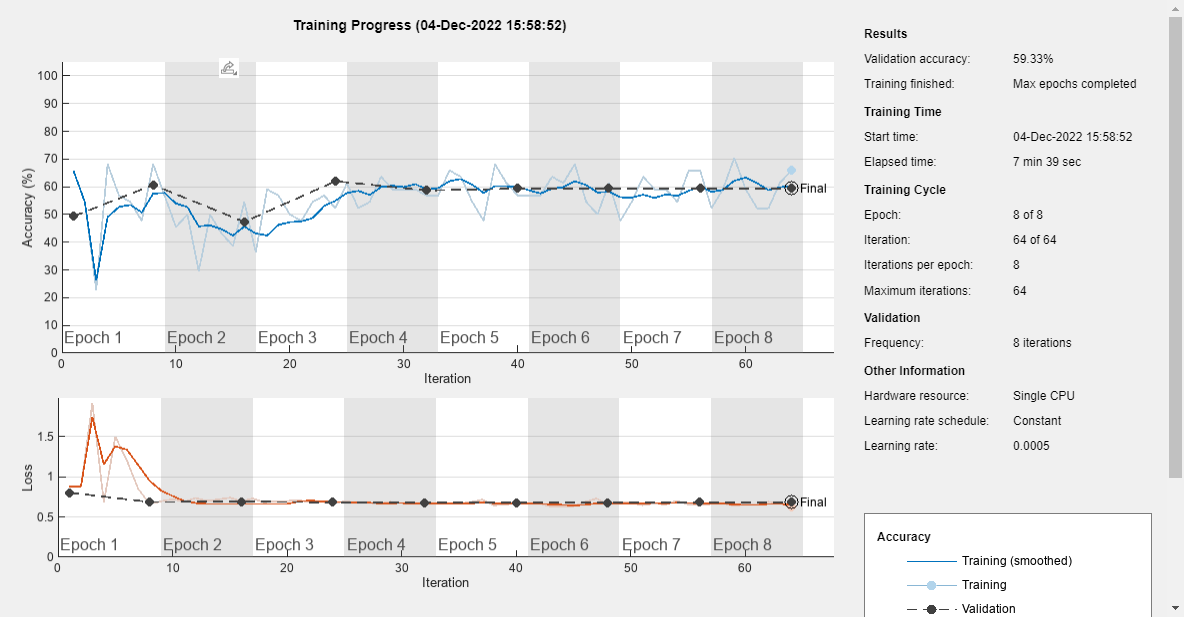 Training Progress (04-Dec-2022 15:58:52)
Accuracy (%)
100
90
80
70
60
50
40
30
20
10
0
Final
Epoch 1 Epoch 2 Epoch 3 Epoch 4 Epoch 5 Epoch 6 Epoch 7 Epoch 8
0 10 20 30 40 50 60
Iteration
Loss
1.5
1
0.5
0
Final
Epoch 1 Epoch 2 Epoch 3 Epoch 4 Epoch 5 Epoch 6 Epoch 7 Epoch 8
0 10 20 30 40 50 60
Iteration
Results
Validation accuracy: 59.33%
Training finished: Max epochs completed
Training Time
Start time: 04-Dec-2022 15:58:52
Elapsed time: 7 min 39 sec
Training Cycle
Epoch: 8 of 8
Iteration: 64 of 64
Iterations per epoch: 8
Maximum iterations: 64
Validation
Frequency: 8 iterations
Other Information
Hardware resource: Single CPU
Learning rate schedule: Constant
Learning rate: 0.0005
Accuracy
Training (smoothed)
Training
Validation